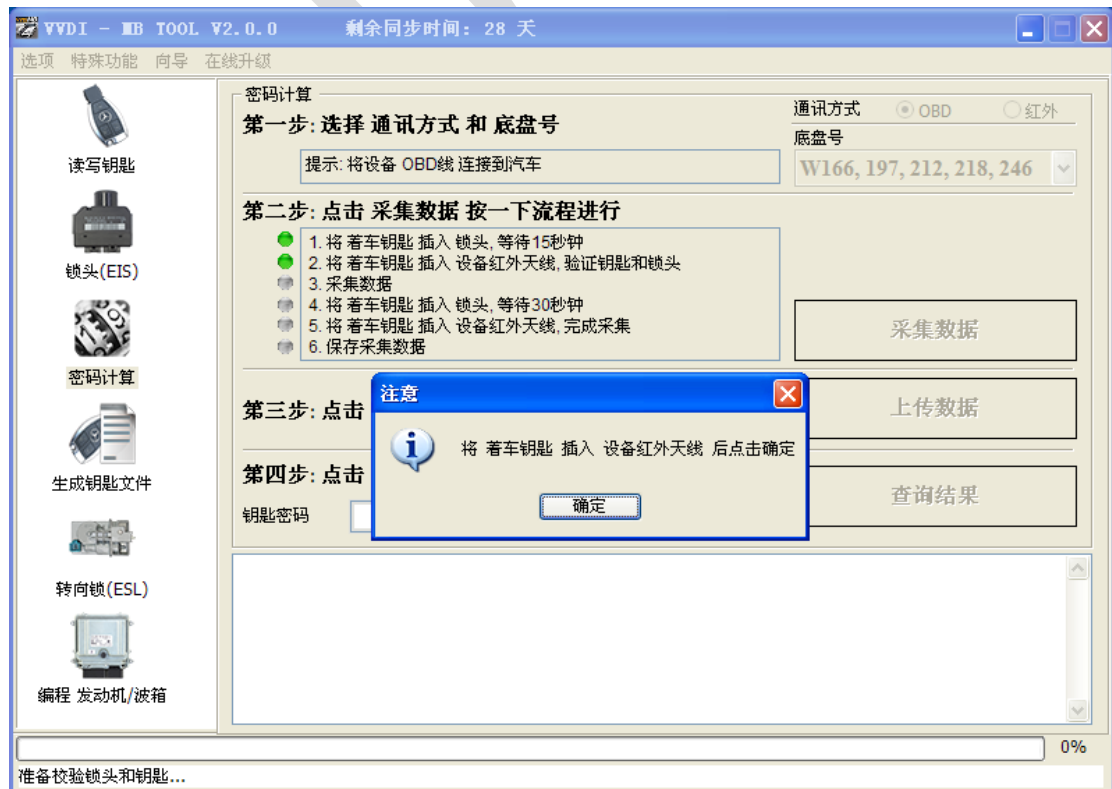 VVDI - MB TOOL V2.0.0 剩余同步时间: 28 天
选项 特殊功能 向导 在线升级
读写钥匙
锁头(EIS)
密码计算
生成钥匙文件
转向锁(ESL)
编程 发动机/波箱
密码计算
第一步: 选择 通讯方式 和 底盘号
提示: 将设备 OBD线 连接到汽车
通讯方式 OBD 红外
底盘号
W166, 197, 212, 218, 246
第二步: 点击 采集数据 按一下流程进行
1. 将 着车钥匙 插入 锁头, 等待15秒钟
2. 将 着车钥匙 插入 设备红外天线, 验证钥匙和锁头
3. 采集数据
4. 将 着车钥匙 插入 锁头, 等待30秒钟
5. 将 着车钥匙 插入 设备红外天线, 完成采集
6. 保存采集数据
采集数据
第三步: 点击
上传数据
第四步: 点击
钥匙密码
查询结果
注意
将 着车钥匙 插入 设备红外天线 后点击确定
确定
0%
准备校验锁头和钥匙...